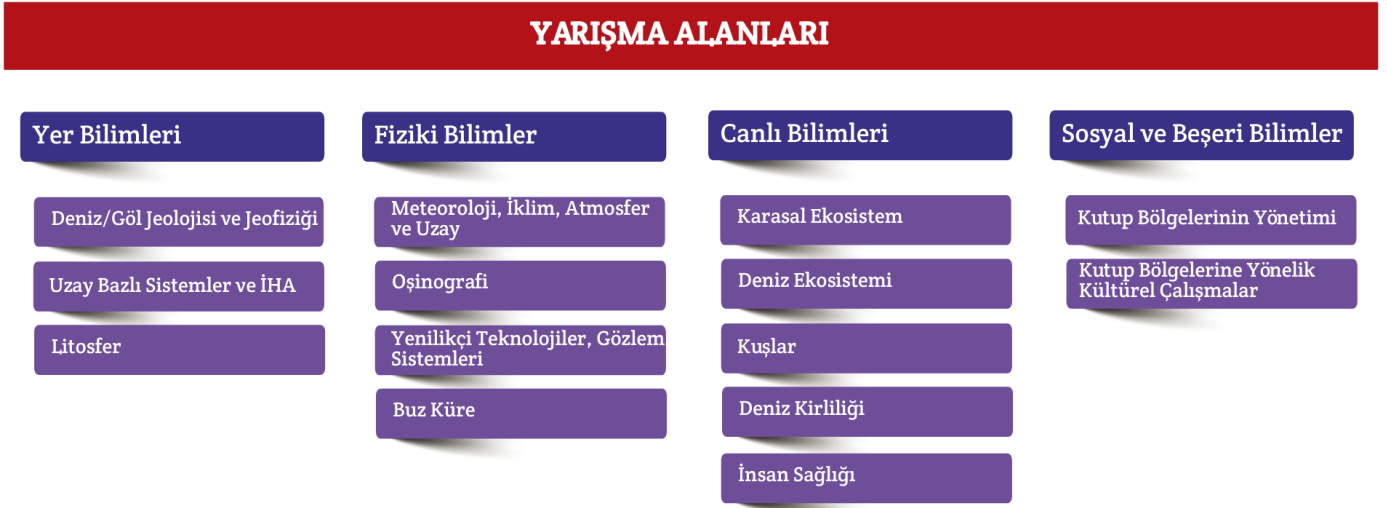 YARIŞMA ALANLARI
Yer Bilimleri
Deniz/Göl Jeolojisi ve Jeofiziği
Uzay Bazlı Sistemler ve İHA
Litosfer
Fiziki Bilimler
Meteoroloji, İklim, Atmosfer
ve Uzay
Oşinografi
Yenilikçi Teknolojiler, Gözlem
Sistemleri
Buz Küre
Canlı Bilimleri
Karasal Ekosistem
Deniz Ekosistemi
Kuşlar
Deniz Kirliliği
İnsan Sağlığı
Sosyal ve Beşeri Bilimler
Kutup Bölgelerinin Yönetimi
Kutup Bölgelerine Yönelik
Kültürel Çalışmalar